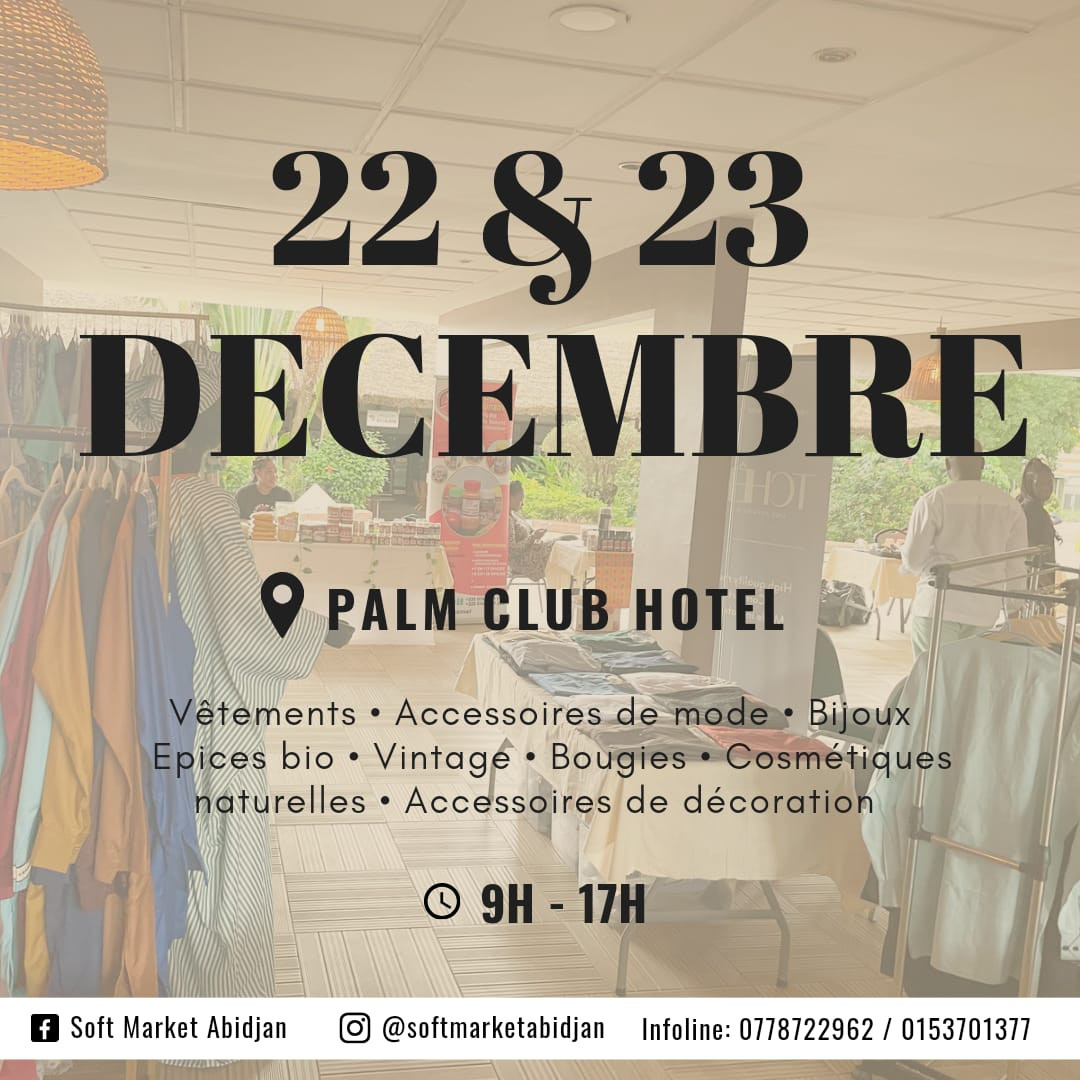 22 & 23
DECEMBRE
PALM CLUB HOTEL
Vêtements • Accessoires de mode • Bijoux
Epices bio • Vintage • Bougies • Cosmétiques
naturelles • Accessoires de décoration
9H - 17H
Soft Market Abidjan @softmarketabidjan Infoline: 0778722962 / 0153701377